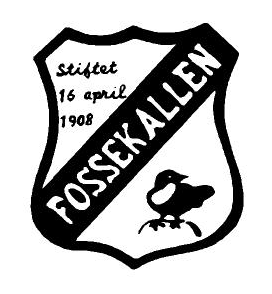 Stiftet
16 april
1908
FOSSEKALLEN